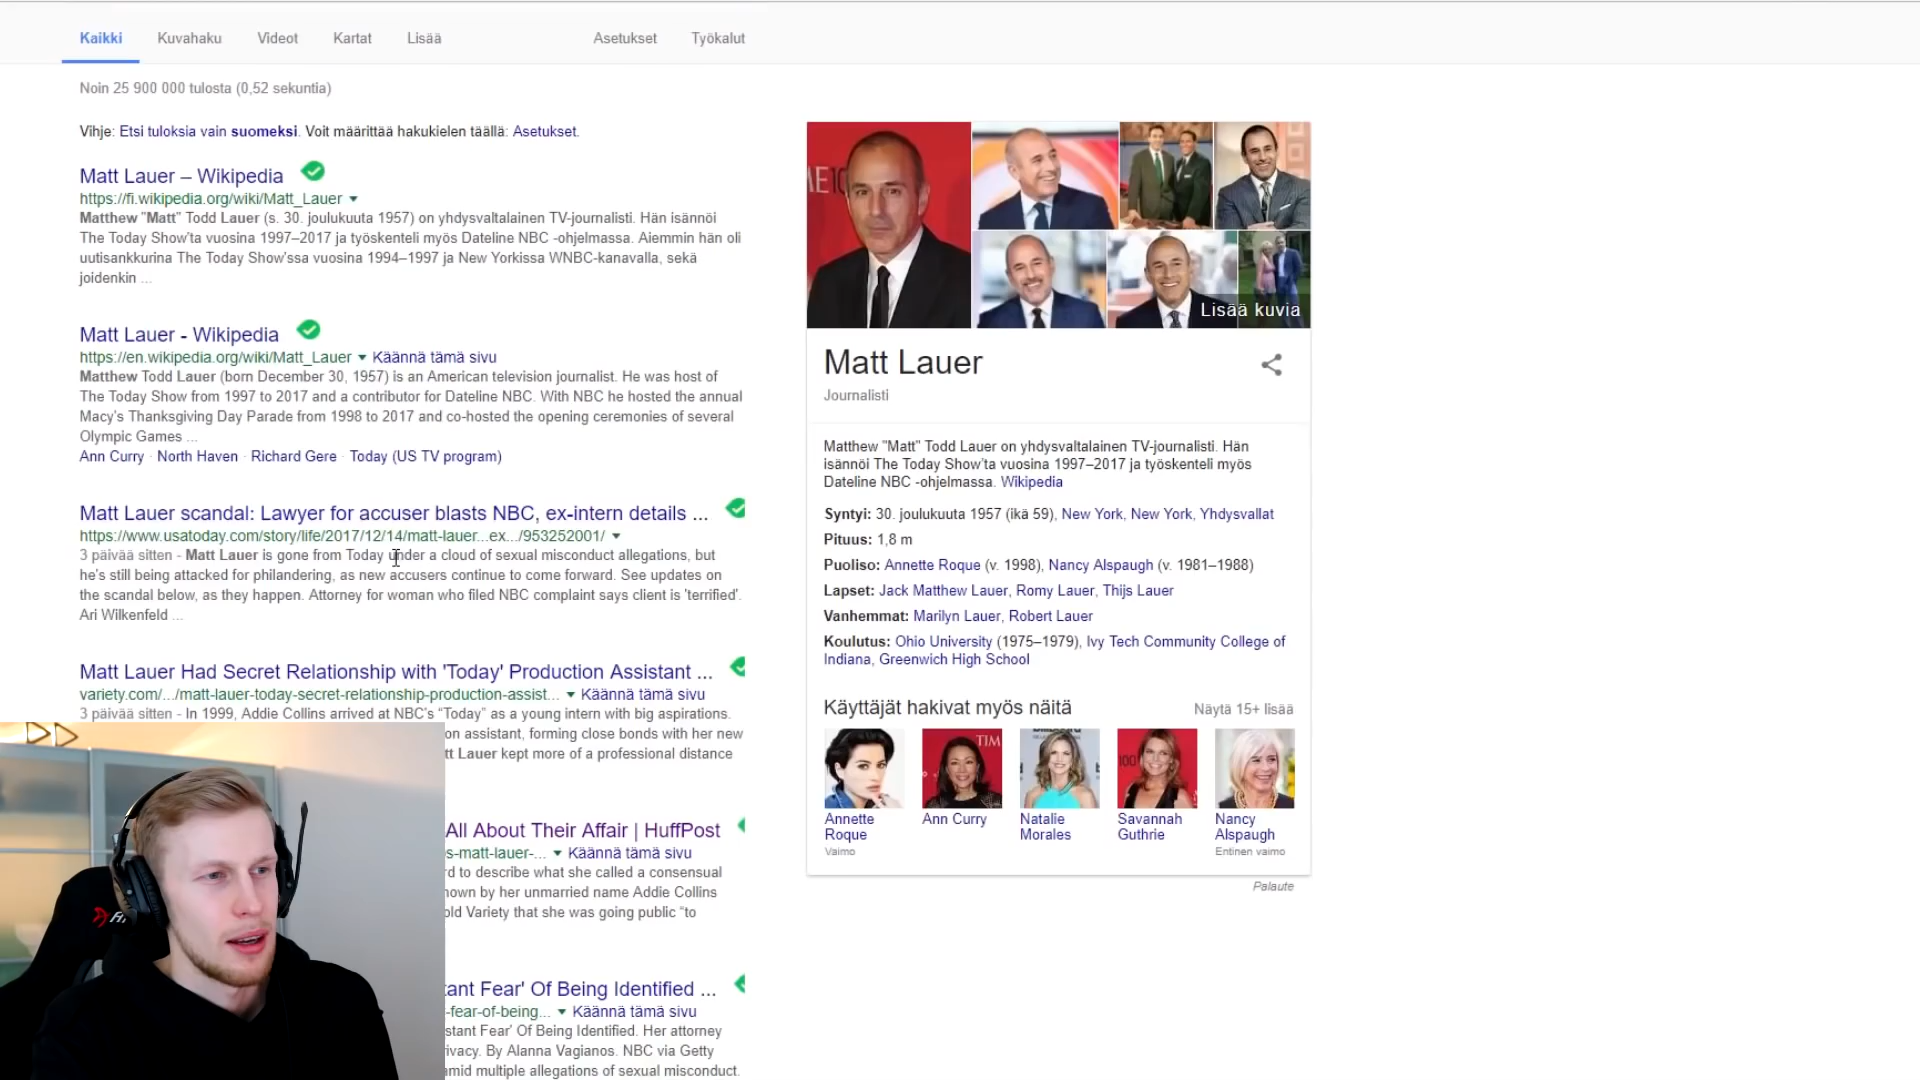 Kaikki Kuvahaku Videot Kartat Lisää Asetukset Työkalut
Noin 25 900 000 tulosta (0,52 sekuntia)
Vihje: Etsi tuloksia vain suomeksi. Voit määrittää hakukielen täällä: Asetukset.
Matt Lauer – Wikipedia
https://fi.wikipedia.org/wiki/Matt_Lauer
Matthew "Matt" Todd Lauer (s. 30. joulukuuta 1957) on yhdysvaltalainen TV-journalisti. Hän isännöi
The Today Show'ta vuosina 1997–2017 ja työskenteli myös Dateline NBC -ohjelmassa. Aiemmin hän oli
uutisankkurina The Today Show'ssa vuosina 1994–1997 ja New Yorkissa WNBC-kanavalla, sekä
joidenkin ...
Matt Lauer - Wikipedia
https://en.wikipedia.org/wiki/Matt_Lauer Käännä tämä sivu
Matthew Todd Lauer (born December 30, 1957) is an American television journalist. He was host of
The Today Show from 1997 to 2017 and a contributor for Dateline NBC. With NBC he hosted the annual
Macy's Thanksgiving Day Parade from 1998 to 2017 and co-hosted the opening ceremonies of several
Olympic Games ...
Ann Curry · North Haven · Richard Gere · Today (US TV program)
Matt Lauer scandal: Lawyer for accuser blasts NBC, ex-intern details ...
https://www.usatoday.com/story/life/2017/12/14/matt-lauer...ex.../953252001/
3 päivää sitten - Matt Lauer is gone from Today under a cloud of sexual misconduct allegations, but
he's still being attacked for philandering, as new accusers continue to come forward. See updates on
the scandal below, as they happen. Attorney for woman who filed NBC complaint says client is 'terrified'.
Ari Wilkenfeld ...
Matt Lauer Had Secret Relationship with 'Today' Production Assistant ...
variety.com/.../matt-lauer-today-secret-relationship-production-assist... Käännä tämä sivu
3 päivää sitten - In 1999, Addie Collins arrived at NBC's “Today” as a young intern with big aspirations.
on assistant, forming close bonds with her new
tt Lauer kept more of a professional distance
All About Their Affair | HuffPost
s-matt-lauer-... Käännä tämä sivu
rd to describe what she called a consensual
nown by her unmarried name Addie Collins
old Variety that she was going public “to
tant Fear' Of Being Identified ...
-fear-of-being... Käännä tämä sivu
stant Fear' Of Being Identified. Her attorney
ivacy. By Alanna Vagianos. NBC via Getty
amid multiple allegations of sexual misconduct.
Lisää kuvia
Matt Lauer
Journalisti
Matthew "Matt" Todd Lauer on yhdysvaltalainen TV-journalisti. Hän
isännöi The Today Show'ta vuosina 1997–2017 ja työskenteli myös
Dateline NBC -ohjelmassa. Wikipedia
Syntyi: 30. joulukuuta 1957 (ikä 59), New York, New York, Yhdysvallat
Pituus: 1,8 m
Puoliso: Annette Roque (v. 1998), Nancy Alspaugh (v. 1981–1988)
Lapset: Jack Matthew Lauer, Romy Lauer, Thijs Lauer
Vanhemmat: Marilyn Lauer, Robert Lauer
Koulutus: Ohio University (1975–1979), Ivy Tech Community College of
Indiana, Greenwich High School
Käyttäjät hakivat myös näitä Näytä 15+ lisää
TIM
100
Annette Ann Curry Natalie Savannah Nancy
Roque Morales Guthrie Alspaugh
Vaimo Entinen vaimo
Palaute